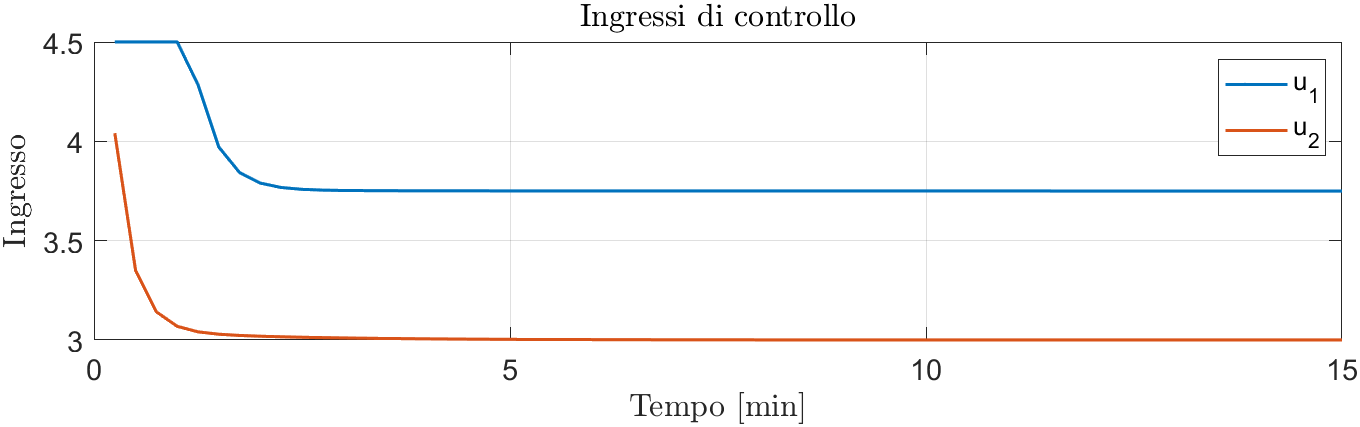 Ingressi di controllo
4.5
4
3.5
3
Ingresso
u1
u2
0 5 10 15
Tempo [min]